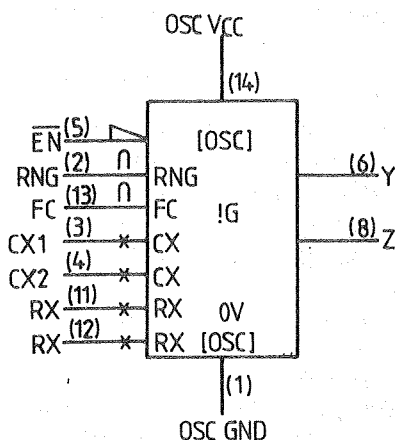 OSC VCC
(14)
EN (5) [OSC]
RNG (2) ∩ RNG (6) Y
FC (13) ∩ FC !G
CX1 (3) CX (8) Z
CX2 (4) CX
RX (11) RX 0V
RX (12) RX [OSC]
(1)
OSC GND